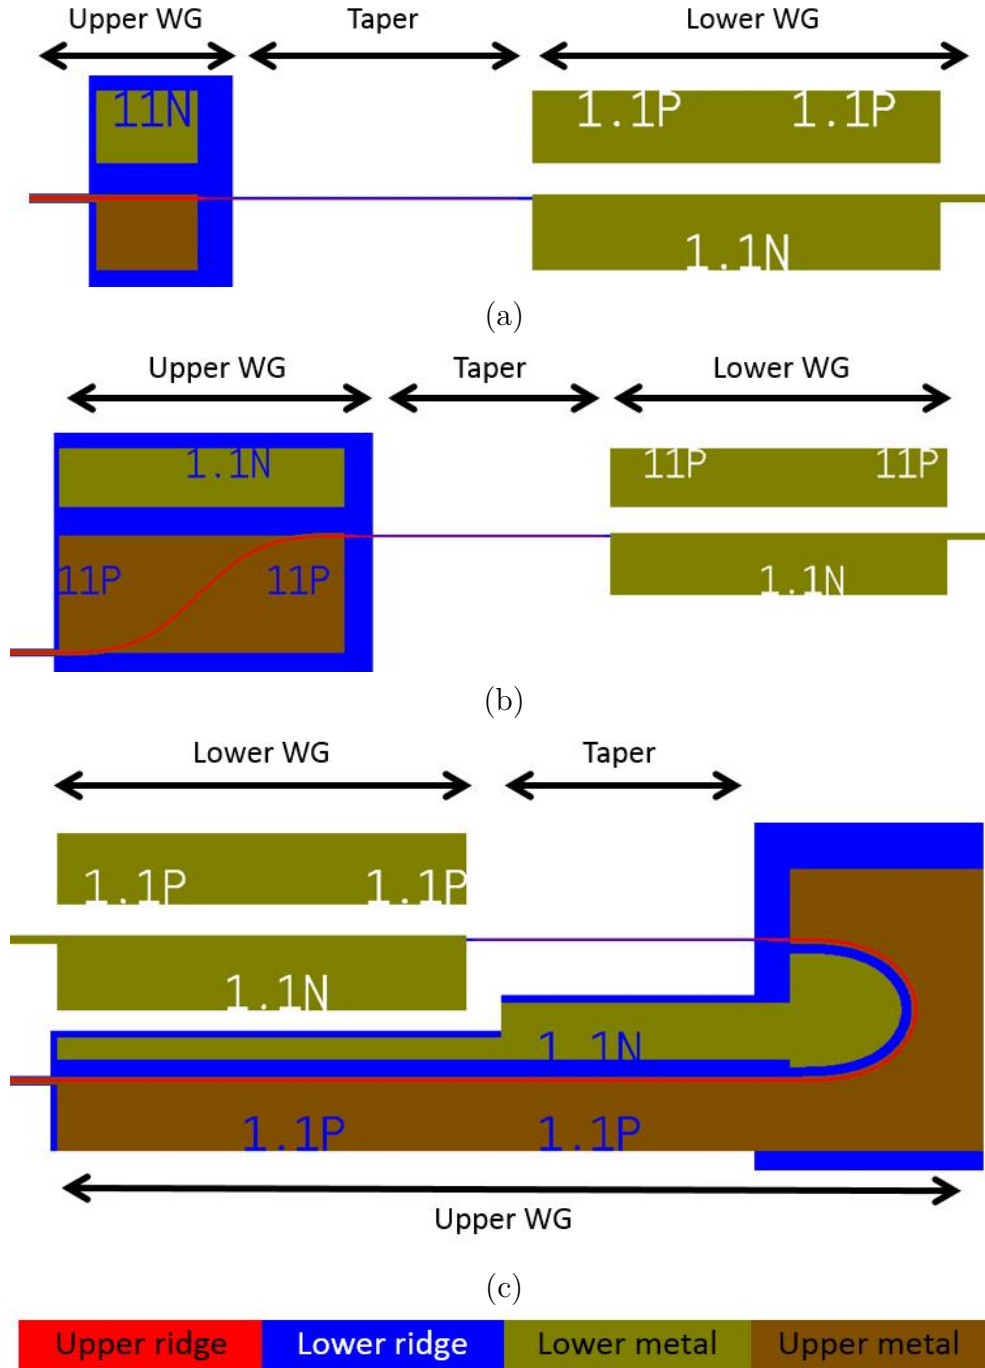 Upper WG Taper Lower WG
11N 1.1P 1.1P
1.1N
(a)
Upper WG Taper Lower WG
1.1N 11P 11P
11P 11P 1.1N
(b)
Lower WG Taper
1.1P 1.1P
1.1N
1.1N
1.1P 1.1P
Upper WG
(c)
Upper ridge Lower ridge Lower metal Upper metal